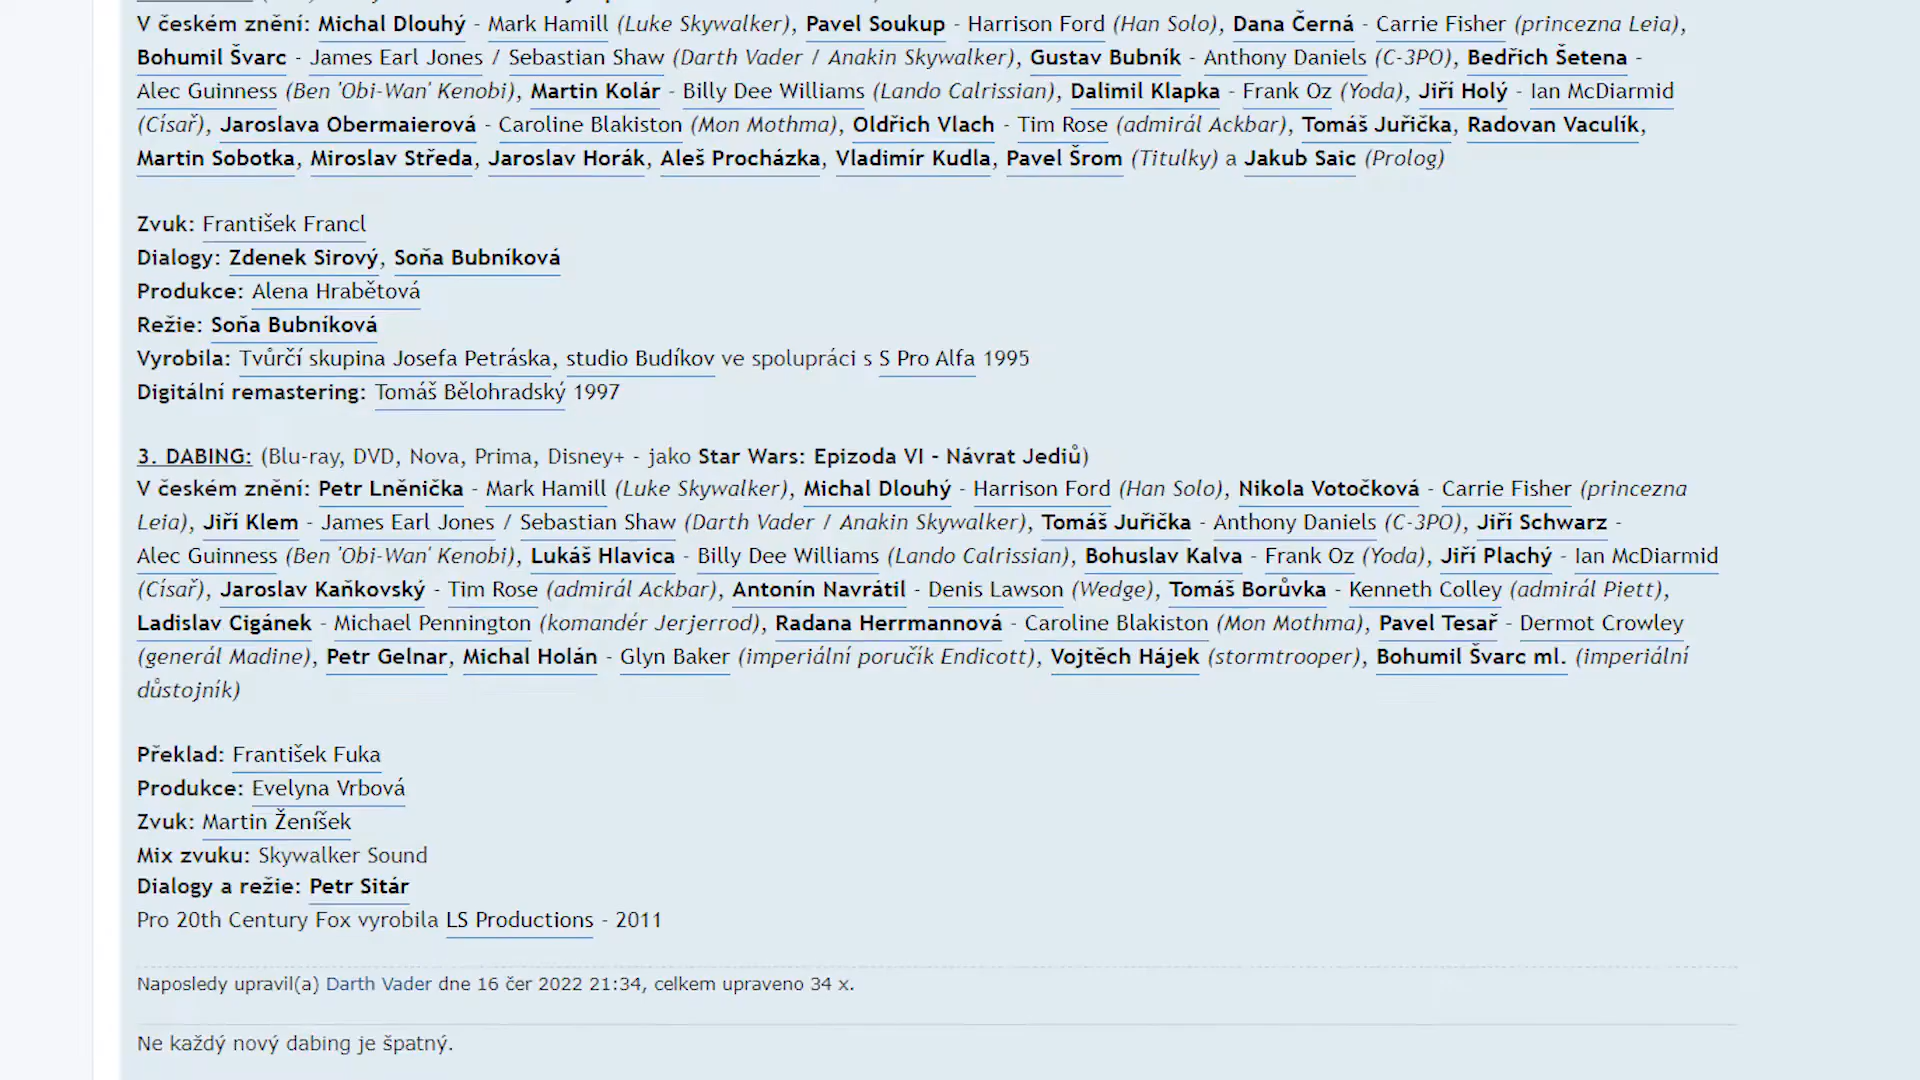 V českém znění: Michal Dlouhý - Mark Hamill (Luke Skywalker), Pavel Soukup - Harrison Ford (Han Solo), Dana Černá - Carrie Fisher (princezna Leia),
Bohumil Švarc - James Earl Jones / Sebastian Shaw (Darth Vader / Anakin Skywalker), Gustav Bubník - Anthony Daniels (C-3PO), Bedřich Šetena -
Alec Guinness (Ben 'Obi-Wan' Kenobi), Martin Kolár - Billy Dee Williams (Lando Calrissian), Dalimil Klapka - Frank Oz (Yoda), Jiří Holý - Ian McDiarmid
(Císař), Jaroslava Obermaierová - Caroline Blakiston (Mon Mothma), Oldřich Vlach - Tim Rose (admirál Ackbar), Tomáš Juřička, Radovan Vaculík,
Martin Sobotka, Miroslav Středa, Jaroslav Horák, Aleš Procházka, Vladimír Kudla, Pavel Šrom (Titulky) a Jakub Saic (Prolog)
Zvuk: František Francl
Dialogy: Zdenek Sirový, Soňa Bubníková
Produkce: Alena Hrabětová
Režie: Soňa Bubníková
Vyrobila: Tvůrčí skupina Josefa Petráska, studio Budíkov ve spolupráci s S Pro Alfa 1995
Digitální remastering: Tomáš Bělohradský 1997
3. DABING: (Blu-ray, DVD, Nova, Prima, Disney+ - jako Star Wars: Epizoda VI - Návrat Jediů)
V českém znění: Petr Lněnička - Mark Hamill (Luke Skywalker), Michal Dlouhý - Harrison Ford (Han Solo), Nikola Votočková - Carrie Fisher (princezna
Leia), Jiří Klem - James Earl Jones / Sebastian Shaw (Darth Vader / Anakin Skywalker), Tomáš Juřička - Anthony Daniels (C-3PO), Jiří Schwarz -
Alec Guinness (Ben 'Obi-Wan' Kenobi), Lukáš Hlavica - Billy Dee Williams (Lando Calrissian), Bohuslav Kalva - Frank Oz (Yoda), Jiří Plachý - Ian McDiarmid
(Císař), Jaroslav Kaňkovský - Tim Rose (admirál Ackbar), Antonín Navrátil - Denis Lawson (Wedge), Tomáš Borůvka - Kenneth Colley (admirál Piett),
Ladislav Cigánek - Michael Pennington (komandér Jerjerrod), Radana Herrmannová - Caroline Blakiston (Mon Mothma), Pavel Tesař - Dermot Crowley
(generál Madine), Petr Gelnar, Michal Holán - Glyn Baker (imperiální poručík Endicott), Vojtěch Hájek (stormtrooper), Bohumil Švarc ml. (imperiální
důstojník)
Překlad: František Fuka
Produkce: Evelyna Vrbová
Zvuk: Martin Ženíšek
Mix zvuku: Skywalker Sound
Dialogy a režie: Petr Sitár
Pro 20th Century Fox vyrobila LS Productions - 2011
Naposledy upravil(a) Darth Vader dne 16 čer 2022 21:34, celkem upraveno 34 x.
Ne každý nový dabing je špatný.